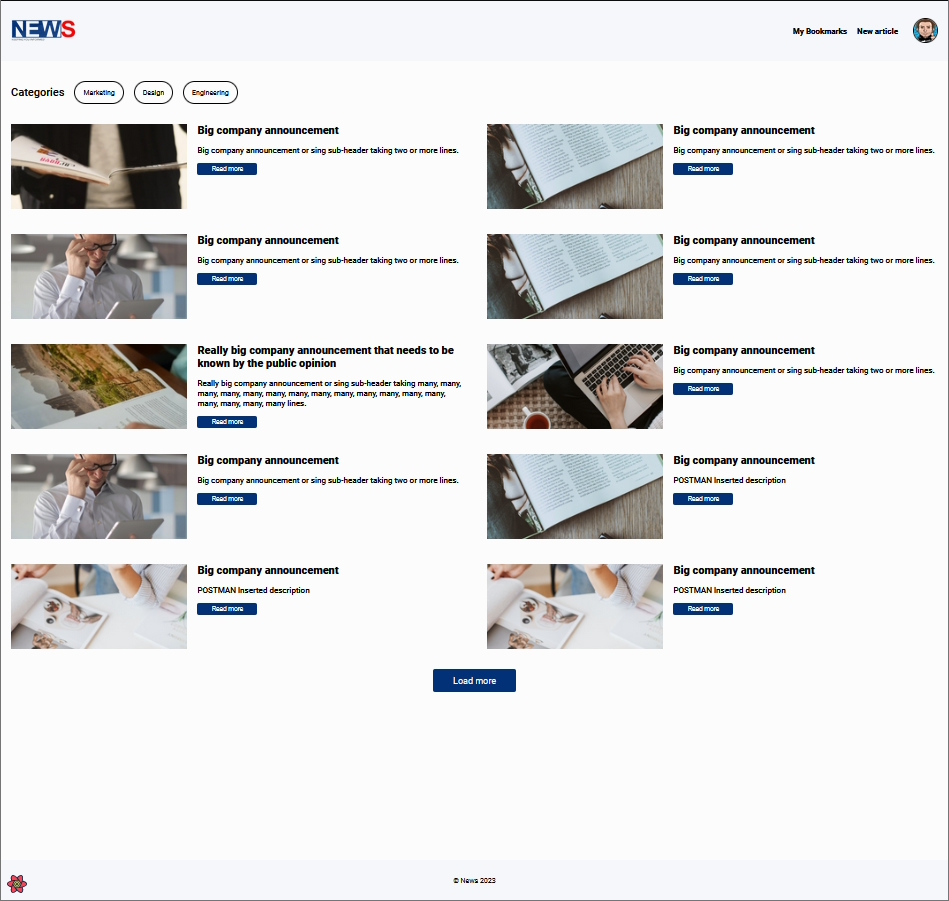 NEWS
My Bookmarks
New article
Categories
Marketing
Design
Engineering
Big company announcement
Big company announcement or sing sub-header taking two or more lines.
Read more
Big company announcement
Big company announcement or sing sub-header taking two or more lines.
Read more
Big company announcement
Big company announcement or sing sub-header taking two or more lines.
Read more
Big company announcement
Big company announcement or sing sub-header taking two or more lines.
Read more
Really big company announcement that needs to be
known by the public opinion
Really big company announcement or sing sub-header taking many, many,
many, many, many, many, many, many, many, many, many, many, many,
many, many, many, many lines.
Read more
Big company announcement
Big company announcement or sing sub-header taking two or more lines.
Read more
Big company announcement
Big company announcement or sing sub-header taking two or more lines.
Read more
Big company announcement
POSTMAN Inserted description
Read more
Big company announcement
POSTMAN Inserted description
Read more
Big company announcement
POSTMAN Inserted description
Read more
Load more
© News 2023